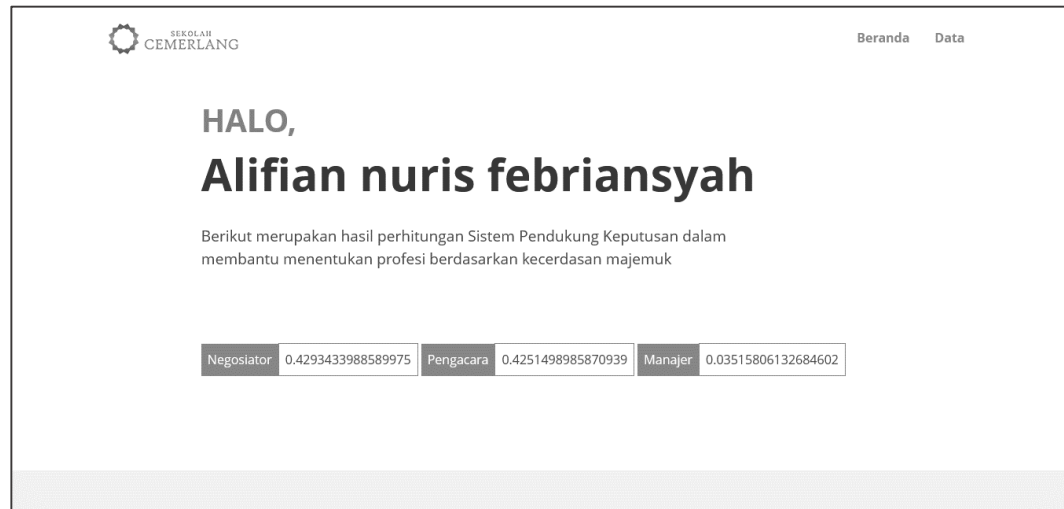 SEKOLAH
CEMERLANG
Beranda Data
HALO,
Alifian nuris febriansyah
Berikut merupakan hasil perhitungan Sistem Pendukung Keputusan dalam
membantu menentukan profesi berdasarkan kecerdasan majemuk
Negosiator 0.4293433988589975 Pengacara 0.4251498985870939 Manajer 0.03515806132684602